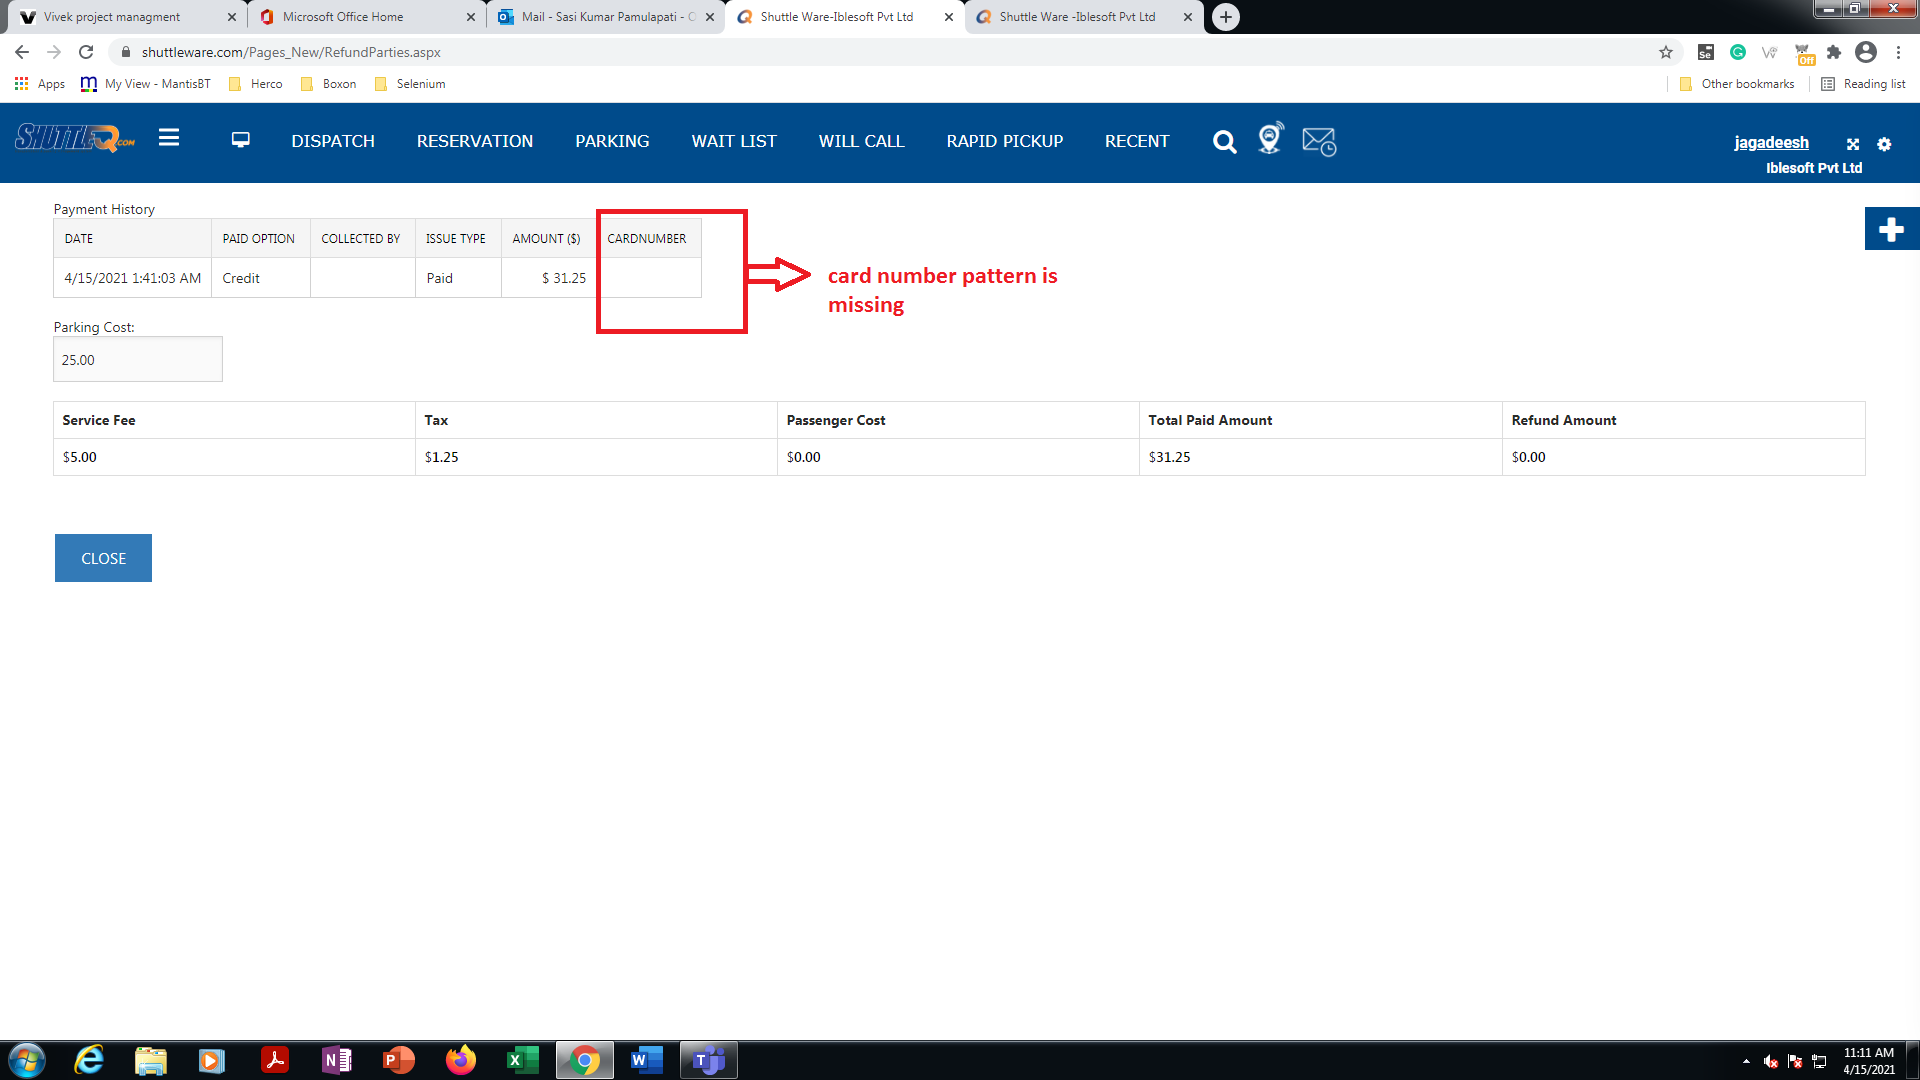 Vivek project managment
Microsoft Office Home
Mail - Sasi Kumar Pamulapati - O
Shuttle Ware-Iblesoft Pvt Ltd
Shuttle Ware -Iblesoft Pvt Ltd
shuttleware.com/Pages_New/RefundParties.aspx
Se
Off
Apps
My View - MantisBT
Herco
Boxon
Selenium
Other bookmarks
Reading list
SHUTTLEQ.COM
DISPATCH
RESERVATION
PARKING
WAIT LIST
WILL CALL
RAPID PICKUP
RECENT
jagadeesh
Iblesoft Pvt Ltd
Payment History
DATE PAID OPTION COLLECTED BY ISSUE TYPE AMOUNT ($) CARDNUMBER
4/15/2021 1:41:03 AM Credit Paid $ 31.25
card number pattern is
missing
Parking Cost:
25.00
Service Fee Tax Passenger Cost Total Paid Amount Refund Amount
$5.00 $1.25 $0.00 $31.25 $0.00
CLOSE
11:11 AM
4/15/2021